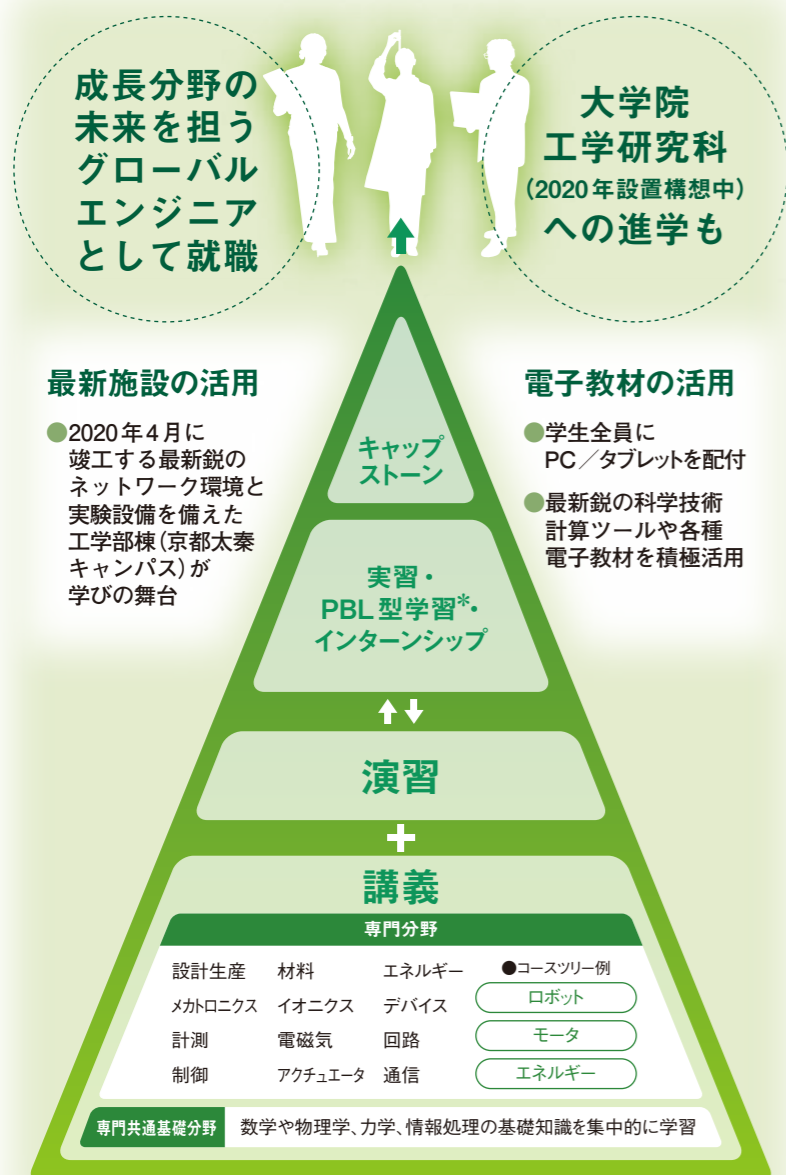 成長分野の
未来を担う
グローバル
エンジニア
として就職
大学院
工学研究科
（2020年設置構想中）
への進学も
最新施設の活用
●2020年4月に
竣工する最新鋭の
ネットワーク環境と
実験設備を備えた
工学部棟（京都太秦
キャンパス）が
学びの舞台
電子教材の活用
●学生全員に
PC／タブレットを配付
●最新鋭の科学技術
計算ツールや各種
電子教材を積極活用
キャップ
ストーン
実習・
PBL型学習*・
インターンシップ
演習
+
講義
専門分野
設計生産 材料 エネルギー ●コースツリー例
メカトロニクス イオニクス デバイス ロボット
計測 電磁気 回路 モータ
制御 アクチュエータ 通信 エネルギー
専門共通基礎分野 数学や物理学、力学、情報処理の基礎知識を集中的に学習